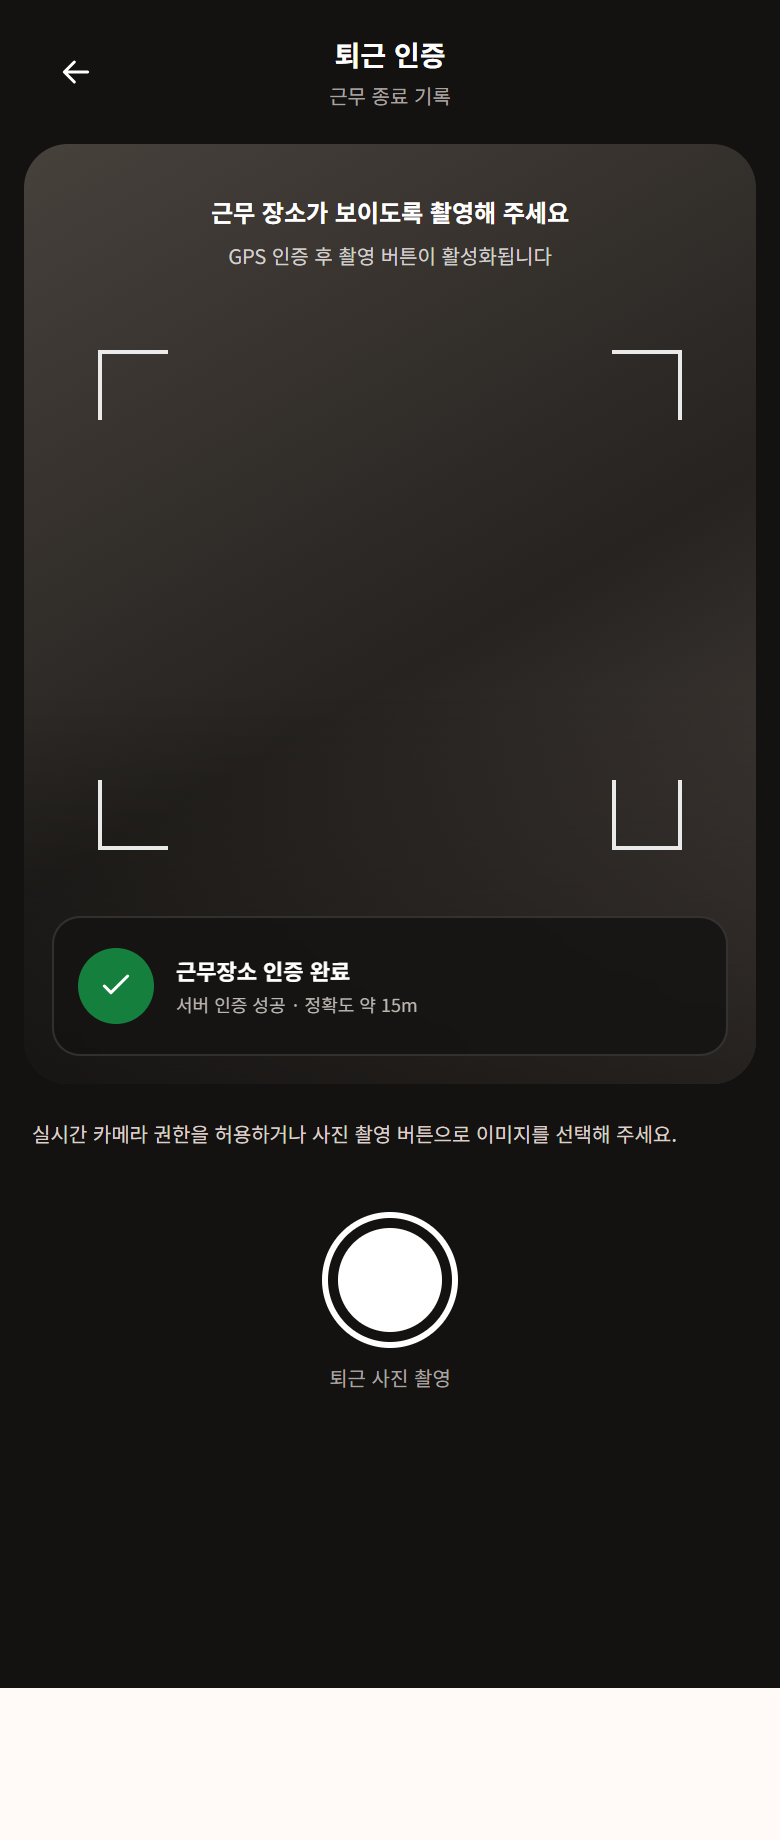 퇴근 인증
근무 종료 기록
근무 장소가 보이도록 촬영해 주세요
GPS 인증 후 촬영 버튼이 활성화됩니다
근무장소 인증 완료
서버 인증 성공 · 정확도 약 15m
실시간 카메라 권한을 허용하거나 사진 촬영 버튼으로 이미지를 선택해 주세요.
퇴근 사진 촬영